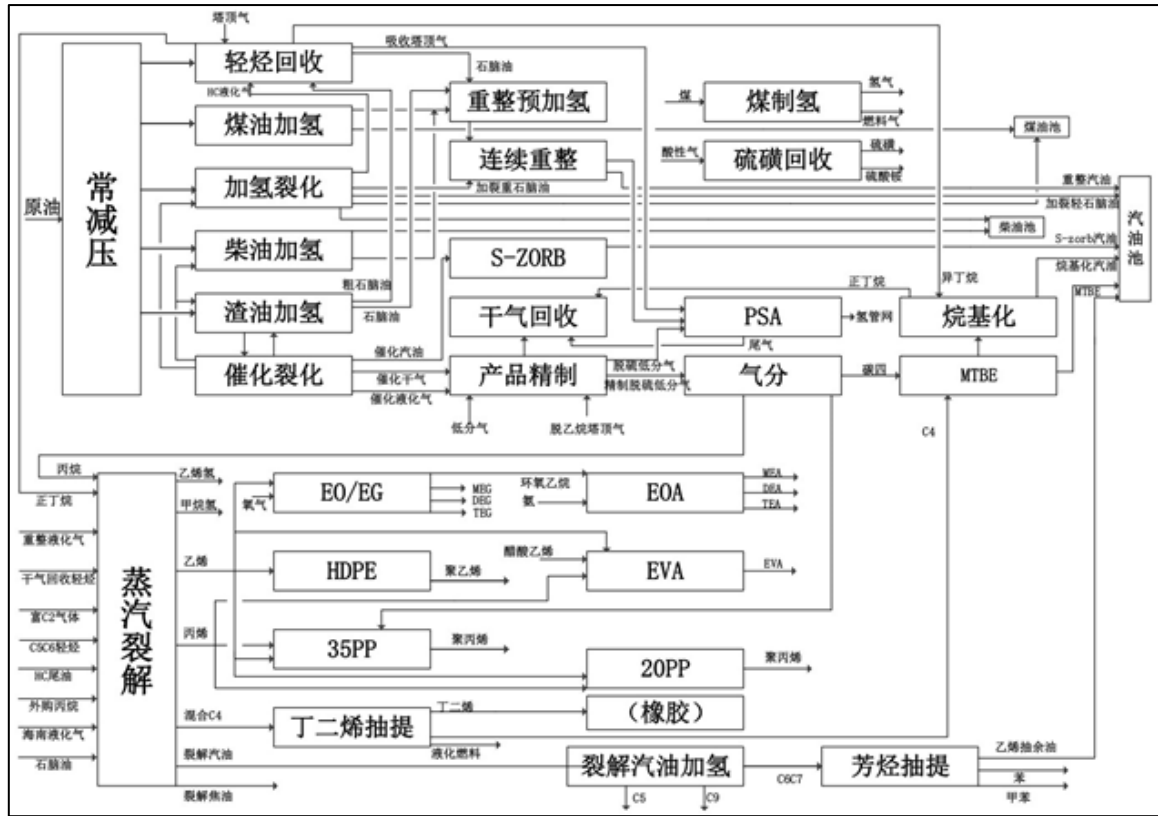 塔顶气
轻烃回收
吸收塔顶气
石脑油
HC液化气
重整预加氢
煤
煤制氢
氢气
燃料气
煤油加氢
煤油池
连续重整
酸性气
硫磺回收
硫磺
硫酸铵
加氢裂化
加裂重石脑油
重整汽油
加裂轻石脑油
原油
常减压
柴油加氢
S-ZORB
柴油池
S-zorb汽油
汽油池
粗石脑油
正丁烷
异丁烷
烷基化汽油
MTBE
渣油加氢
石脑油
干气回收
PSA
氢管网
烷基化
尾气
催化裂化
催化汽油
催化干气
催化液化气
产品精制
脱硫低分气
精制脱硫低分气
气分
碳四
MTBE
低分气
脱乙烷塔顶气
C4
丙烷
正丁烷
乙烯氢
甲烷氢
氧气
EO/EG
MEG
DEG
TEG
环氧乙烷
氨
EOA
MEA
DEA
TEA
重整液化气
干气回收轻烃
富C2气体
C5C6轻烃
HC尾油
外购丙烷
海南液化气
石脑油
蒸汽裂解
乙烯
HDPE
聚乙烯
醋酸乙烯
EVA
EVA
丙烯
35PP
聚丙烯
20PP
聚丙烯
混合C4
丁二烯抽提
丁二烯
(橡胶)
液化燃料
裂解汽油
裂解汽油加氢
C6C7
芳烃抽提
乙烯抽余油
苯
甲苯
裂解焦油
C5
C9